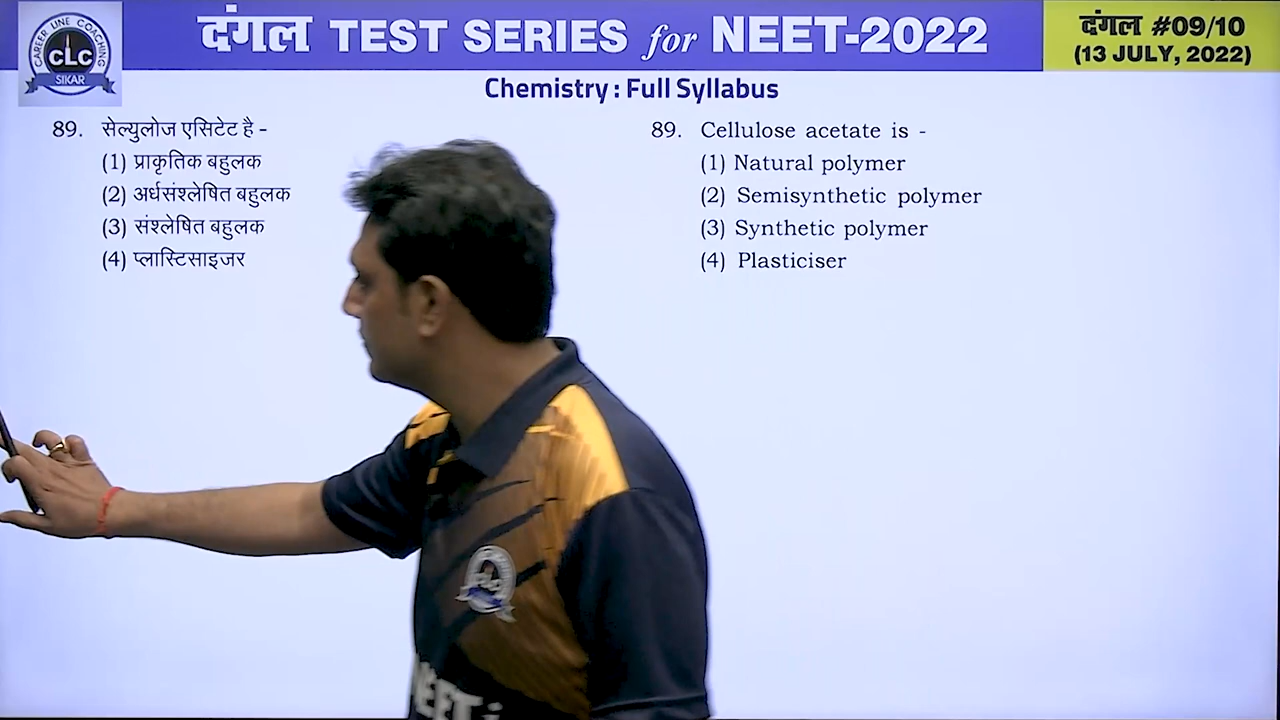 CAREER LINE COACHING
CLC
SIKAR
दंगल TEST SERIES for NEET-2022
दंगल #09/10
(13 JULY, 2022)
Chemistry : Full Syllabus
89. सेल्युलोज एसिटेट है -
(1) प्राकृतिक बहुलक
(2) अर्धसंश्लेषित बहुलक
(3) संश्लेषित बहुलक
(4) प्लास्टिसाइजर
89. Cellulose acetate is -
(1) Natural polymer
(2) Semisynthetic polymer
(3) Synthetic polymer
(4) Plasticiser
NEET